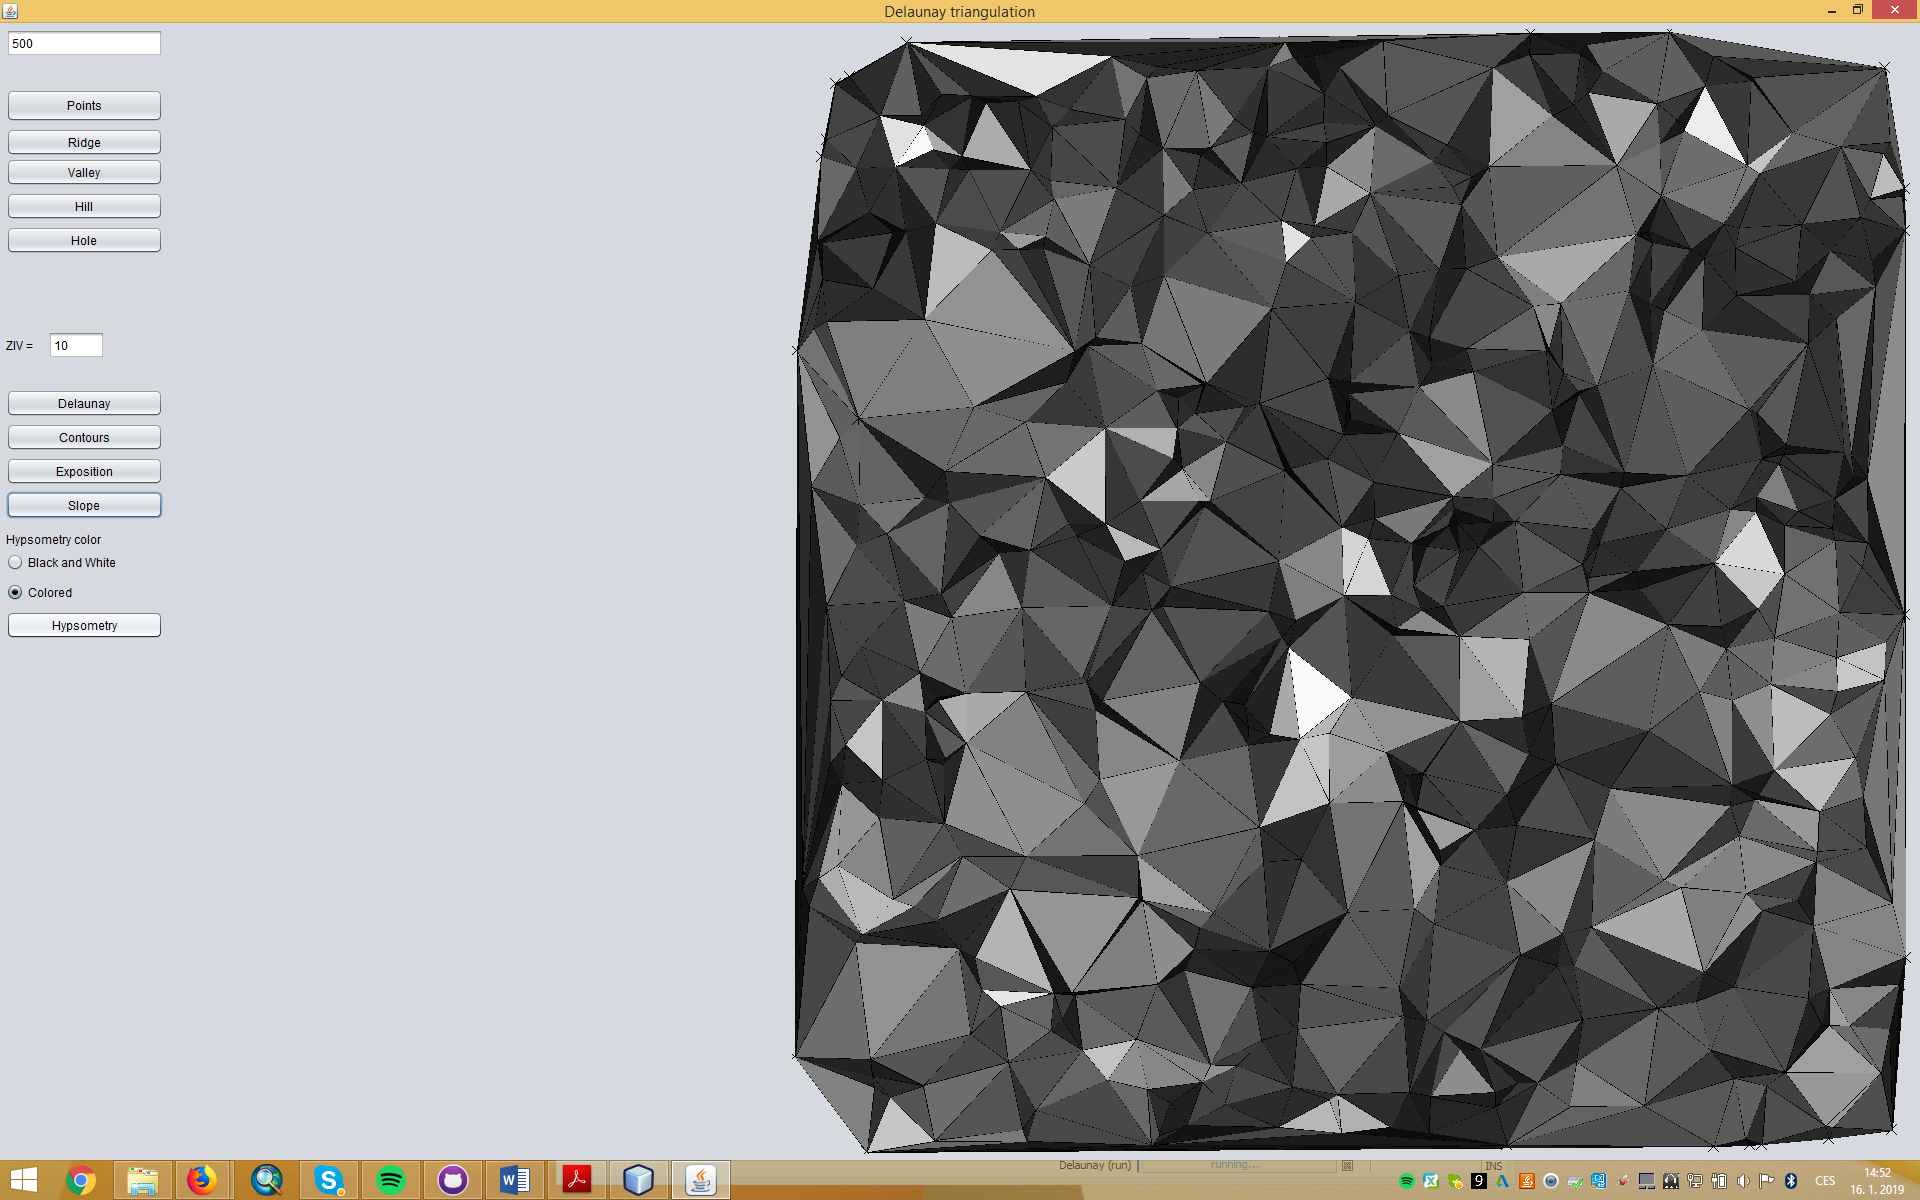 Delaunay triangulation
500
Points
Ridge
Valley
Hill
Hole
ZIV =
10
Delaunay
Contours
Exposition
Slope
Hypsometry color
Black and White
Colored
Hypsometry
Delaunay (run)
running...
INS
9
CES
14:52
16. 1. 2019